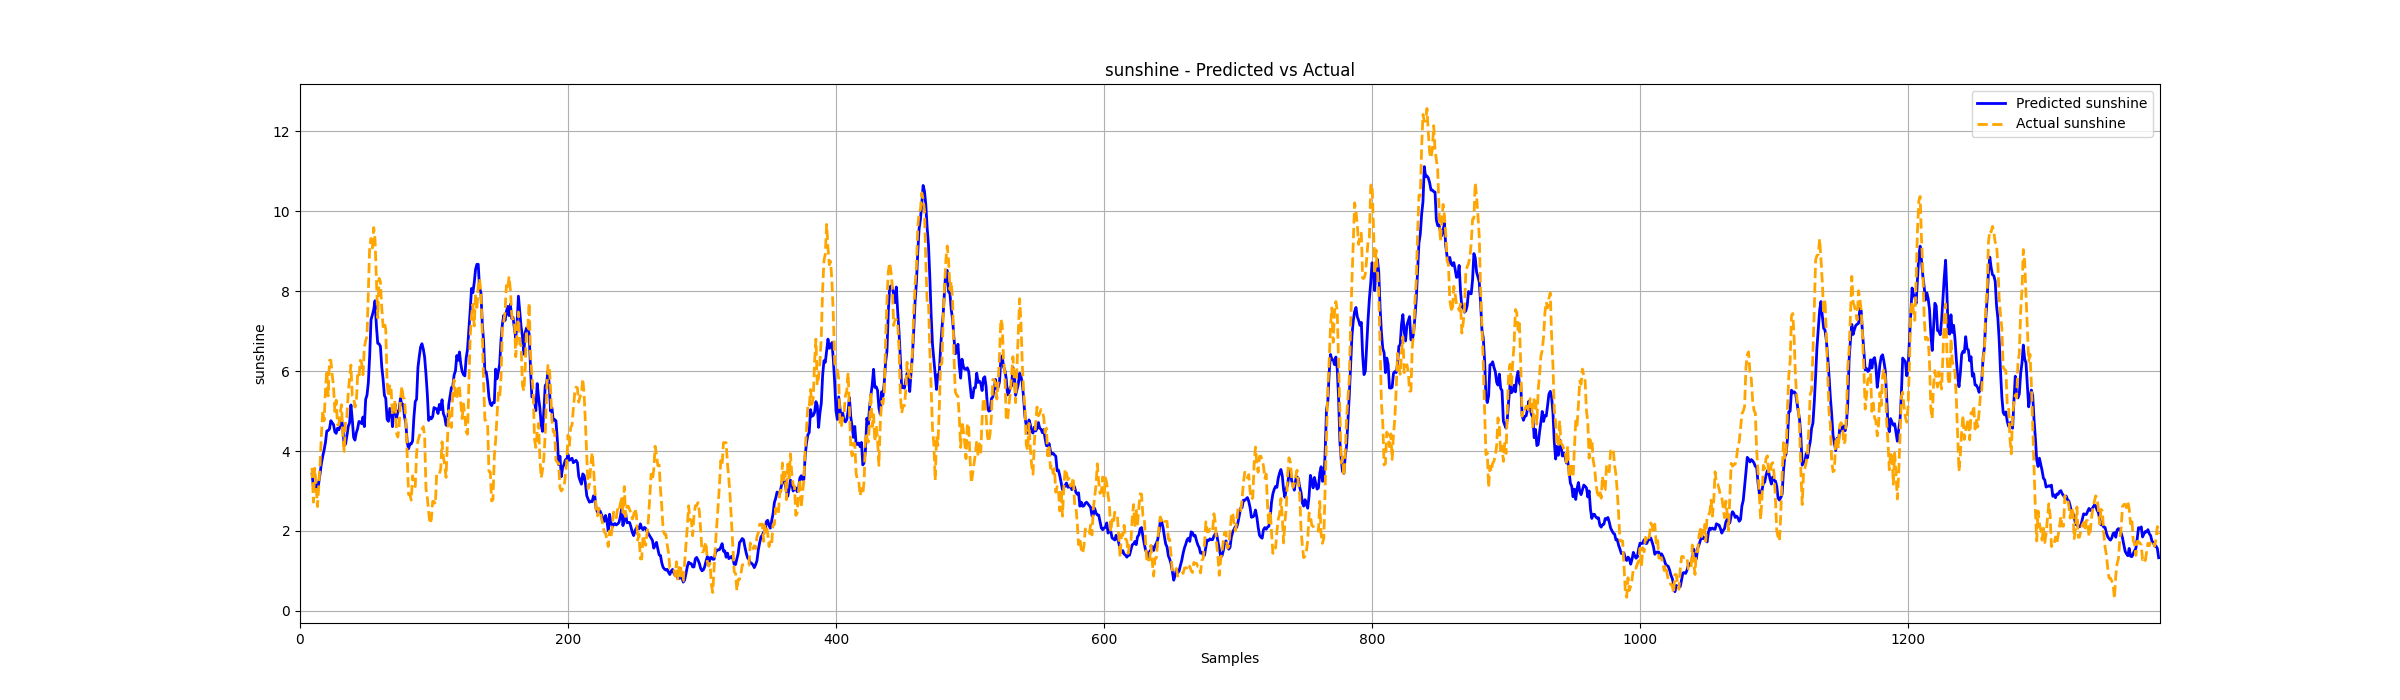 sunshine - Predicted vs Actual
Predicted sunshine
Actual sunshine
sunshine
12
10
8
6
4
2
0
0 200 400 600 800 1000 1200
Samples